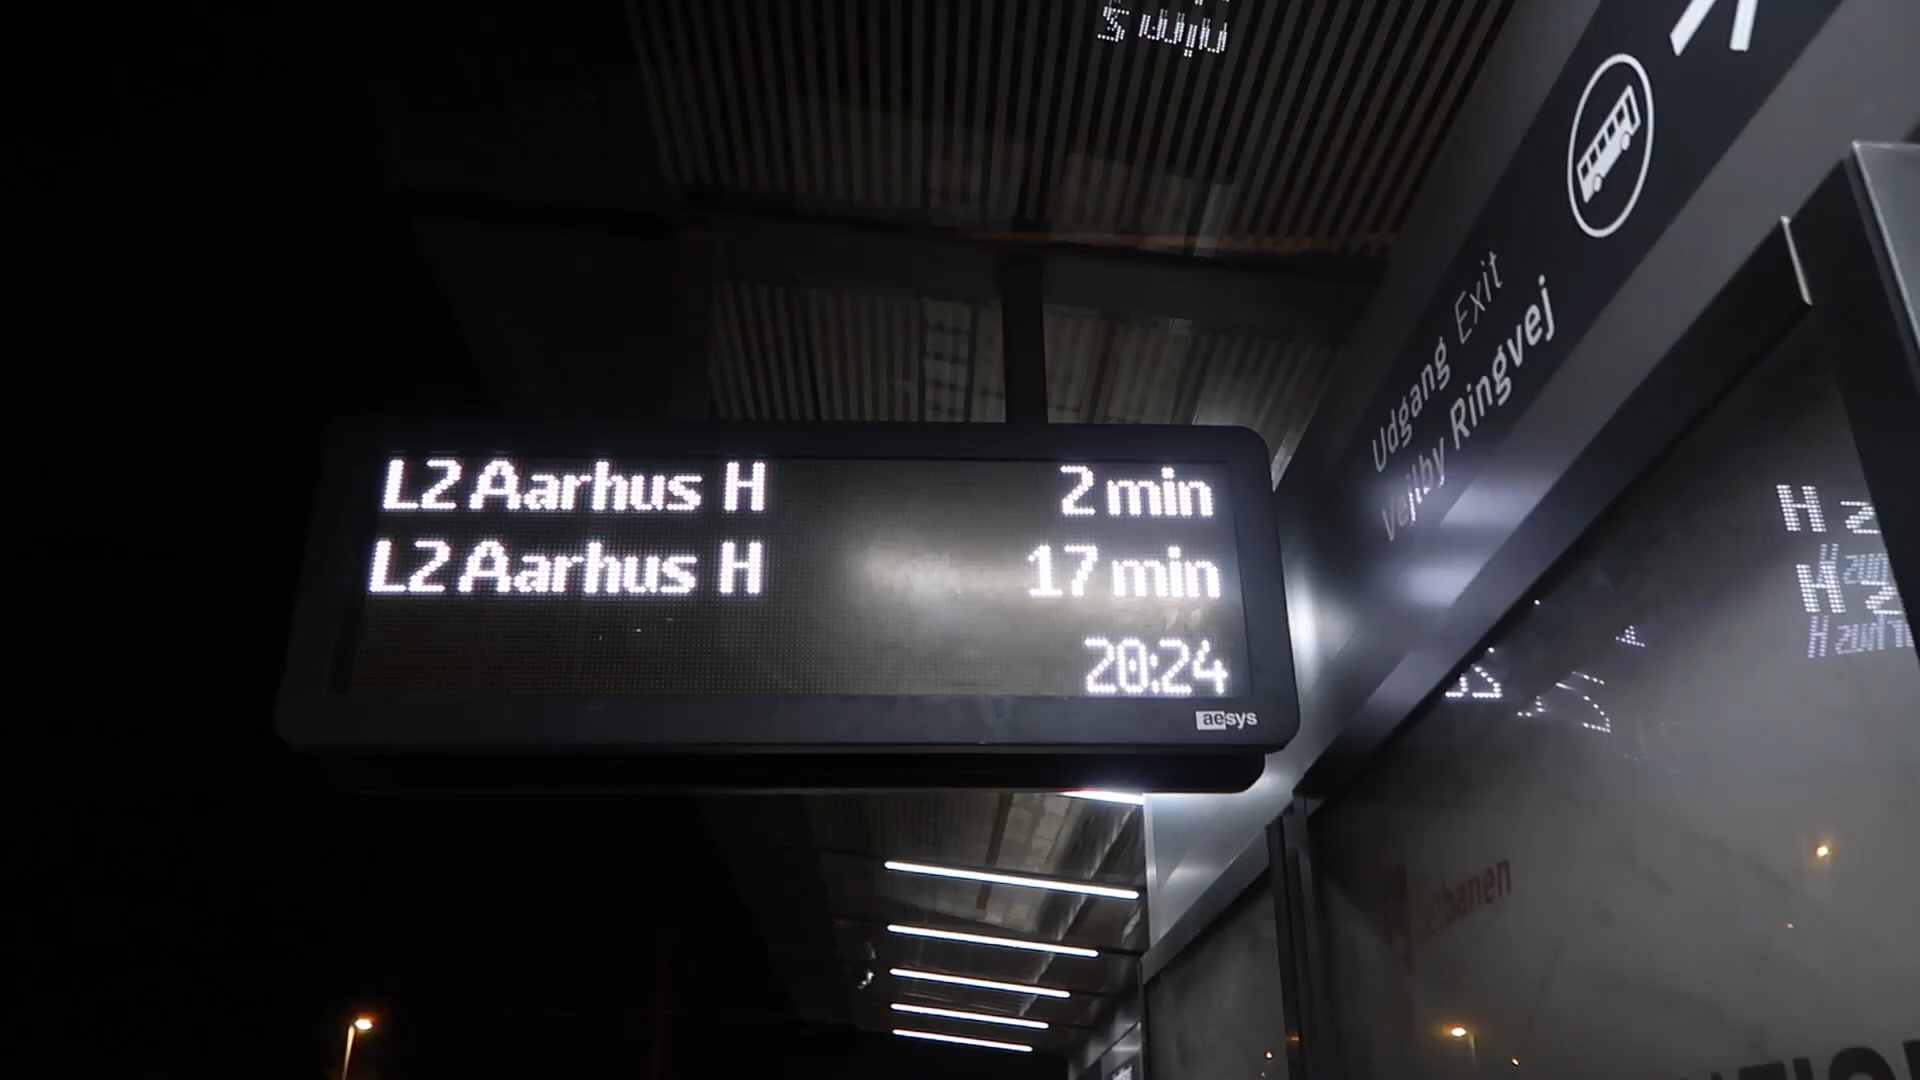 L2 Aarhus H 2 min
L2 Aarhus H 17 min
20:24
aesys
Udgang Exit
Vejlby Ringvej